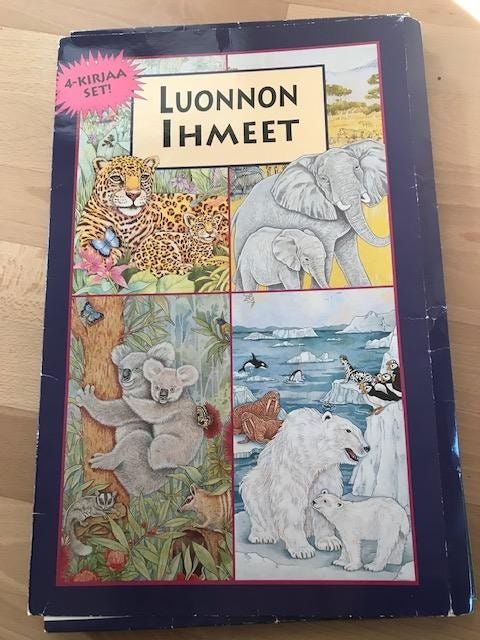 4-KIRJAA
SET!
LUONNON
IHMEET